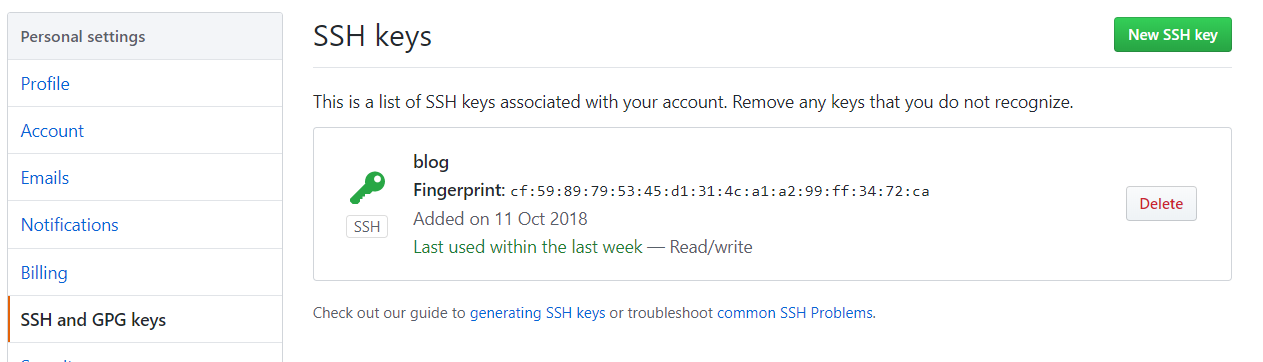 Personal settings
Profile
Account
Emails
Notifications
Billing
SSH and GPG keys
SSH keys
New SSH key
This is a list of SSH keys associated with your account. Remove any keys that you do not recognize.
blog
Fingerprint: cf:59:89:79:53:45:d1:31:4c:a1:a2:99:ff:34:72:ca
SSH
Added on 11 Oct 2018
Last used within the last week — Read/write
Delete
Check out our guide to generating SSH keys or troubleshoot common SSH Problems.